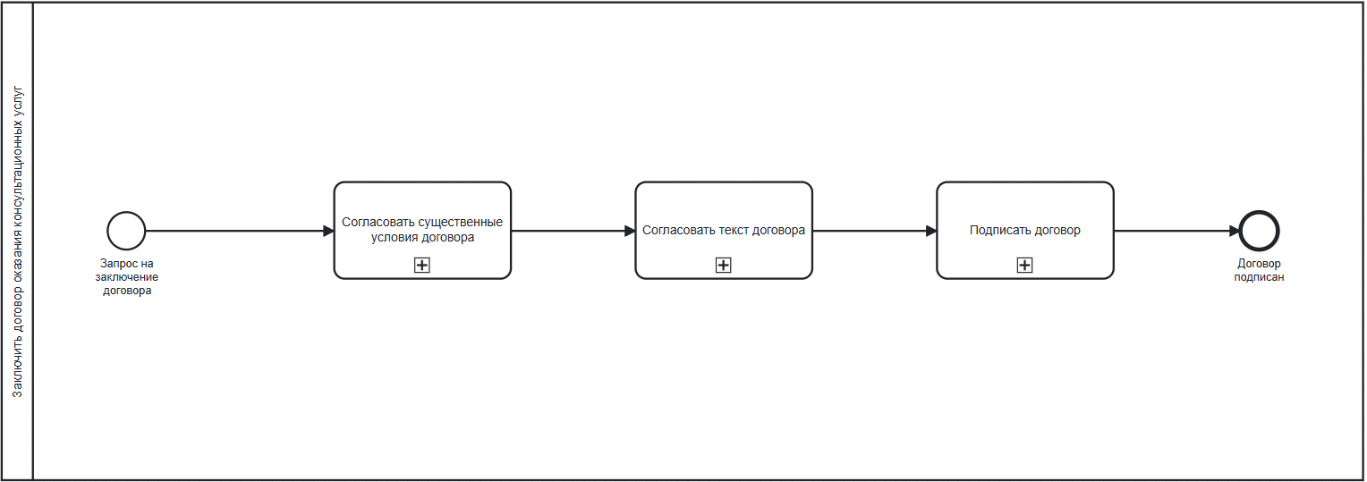 Заключить договор оказания консультационных услуг
Запрос на
заключение
договора
Согласовать существенные
условия договора
Согласовать текст договора
Подписать договор
Договор
подписан